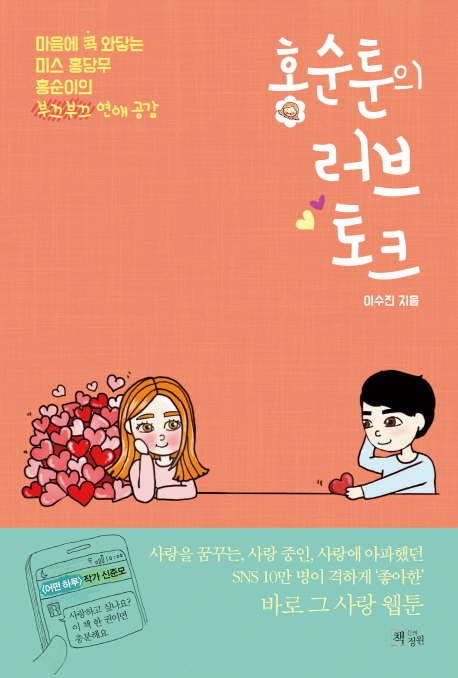 마음에 콕 와닿는
미스 홍당무
홍순이의
부끄부끄 연애 공감
홍순툰의
러브
토크
이수진 지음
사랑을 꿈꾸는, 사랑 중인, 사랑에 아파했던
SNS 10만 명이 격하게 '좋아한'
바로 그 사랑 웹툰
<어떤 하루> 작가 신준모
사랑하고 싶나요?
이 책 한 권이면
충분해요.
책
정원